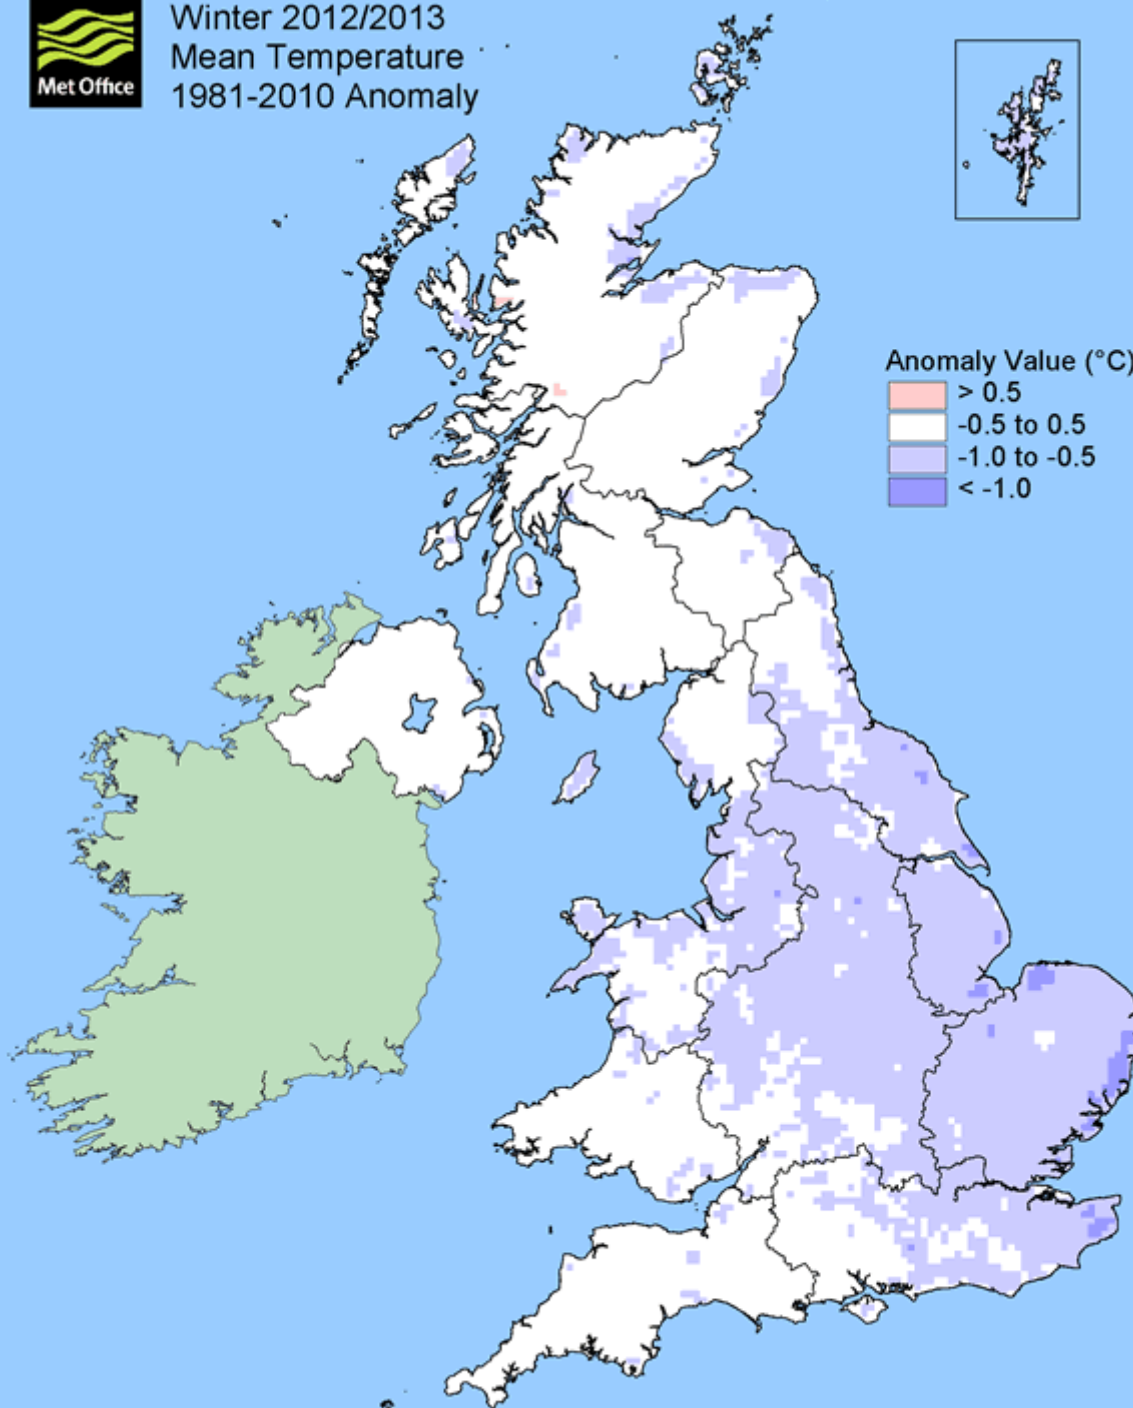 Met Office
Winter 2012/2013
Mean Temperature
1981-2010 Anomaly
Anomaly Value (°C)
> 0.5
-0.5 to 0.5
-1.0 to -0.5
< -1.0